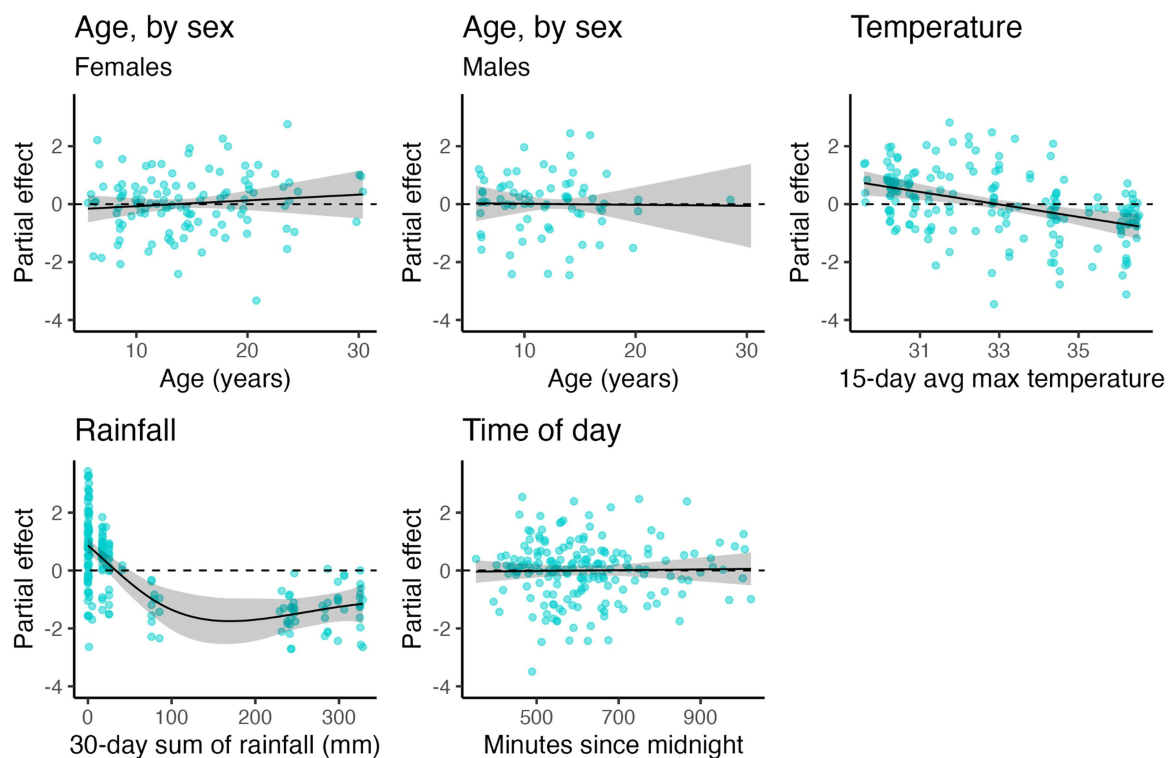 Age, by sex
Females
Partial effect
2
0
-2
-4
10
20
30
Age (years)
Age, by sex
Males
Partial effect
2
0
-2
-4
10
20
30
Age (years)
Temperature
Partial effect
2
0
-2
-4
31
33
35
15-day avg max temperature
Rainfall
Partial effect
2
0
-2
-4
0
100
200
300
30-day sum of rainfall (mm)
Time of day
Partial effect
2
0
-2
-4
500
700
900
Minutes since midnight